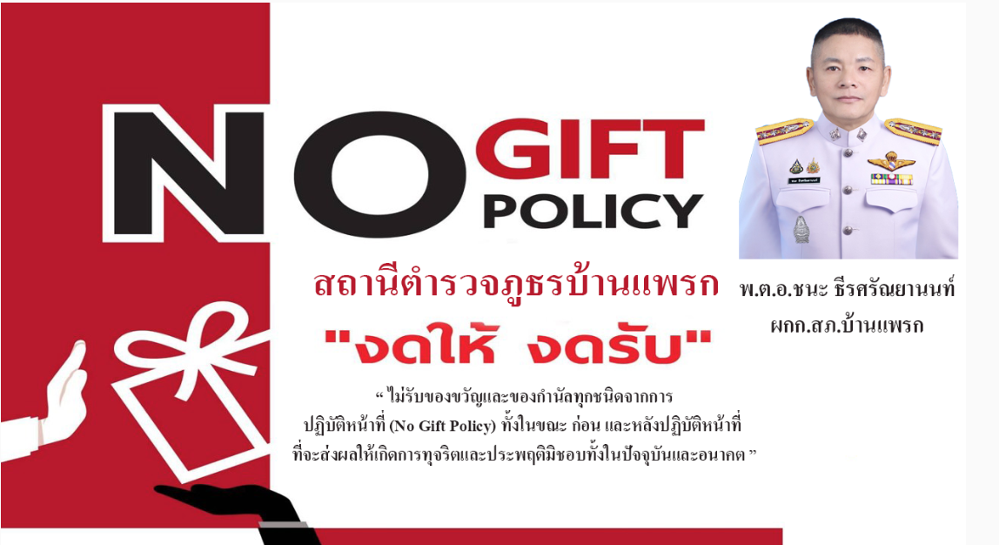 NO GIFT
POLICY
สถานีตำรวจภูธรบ้านแพรก
"งดให้ งดรับ"
“ ไม่รับของขวัญและของกำนัลทุกชนิดจากการ
ปฏิบัติหน้าที่ (No Gift Policy) ทั้งในขณะ ก่อน และหลังปฏิบัติหน้าที่
ที่จะส่งผลให้เกิดการทุจริตและประพฤติมิชอบทั้งในปัจจุบันและอนาคต ”
พ.ต.อ.ชนะ ธีรศรัณยานนท์
ผกก.สภ.บ้านแพรก